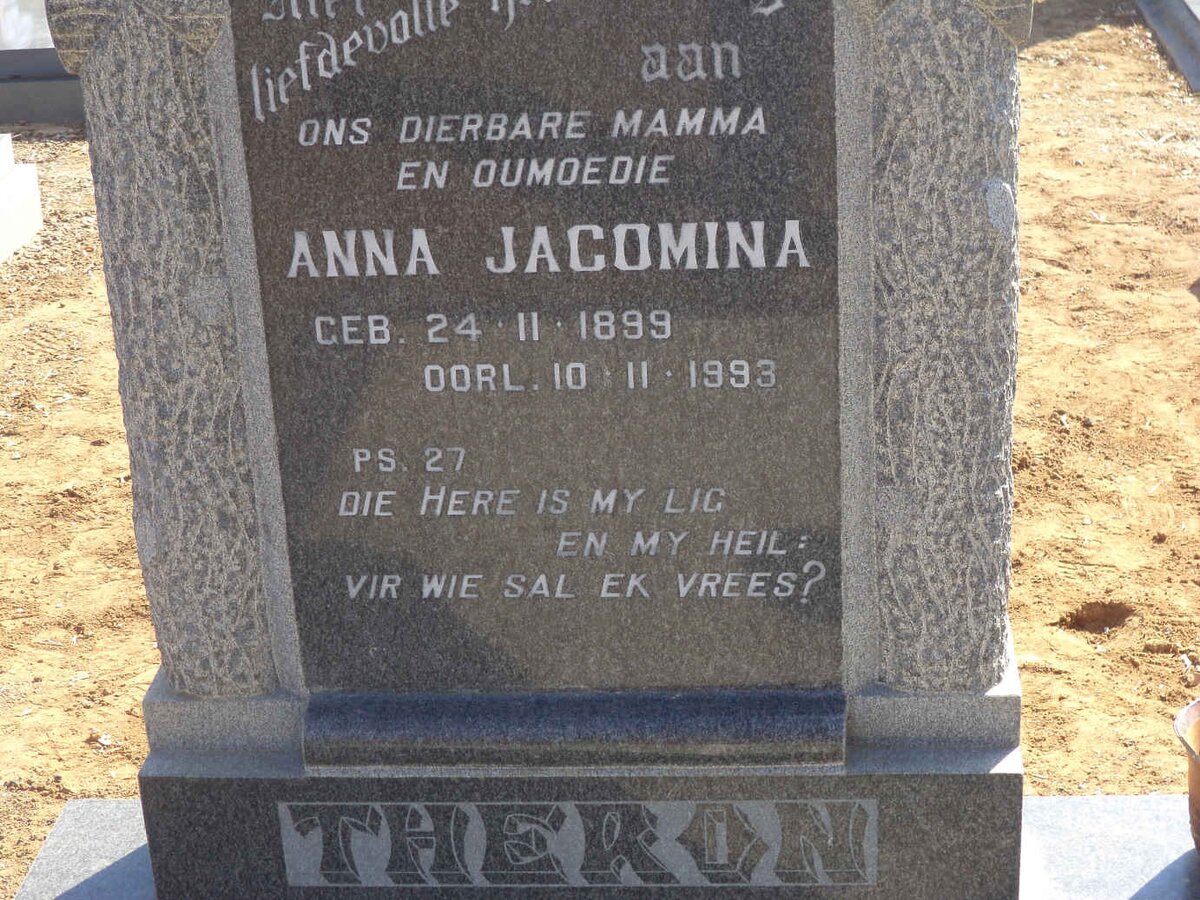 liefdevolle
aan
ONS DIERBARE MAMMA
EN OUMOEDIE
ANNA JACOMINA
GEB. 24·11·1899
OORL. 10·11·1993
PS. 27
DIE HERE IS MY LIG
EN MY HEIL:
VIR WIE SAL EK VREES?
THERON